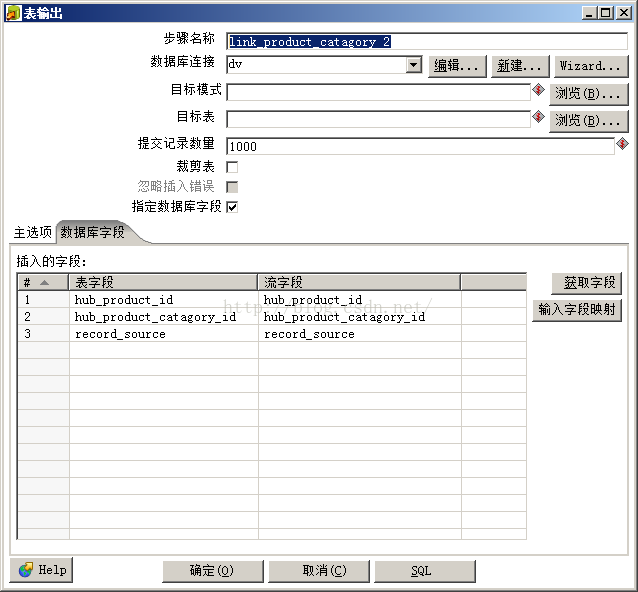 表输出
步骤名称 link_product_catagory 2
数据库连接 dv 编辑... 新建... Wizard...
目标模式 浏览(B)...
目标表 浏览(B)...
提交记录数量 1000
裁剪表
忽略插入错误
指定数据库字段
主选项 数据库字段
插入的字段:
# 表字段 流字段 获取字段
1 hub_product_id hub_product_id
2 hub_product_catagory_id hub_product_catagory_id 输入字段映射
3 record_source record_source
http://blog.csdn.net/
Help 确定(O) 取消(C) SQL